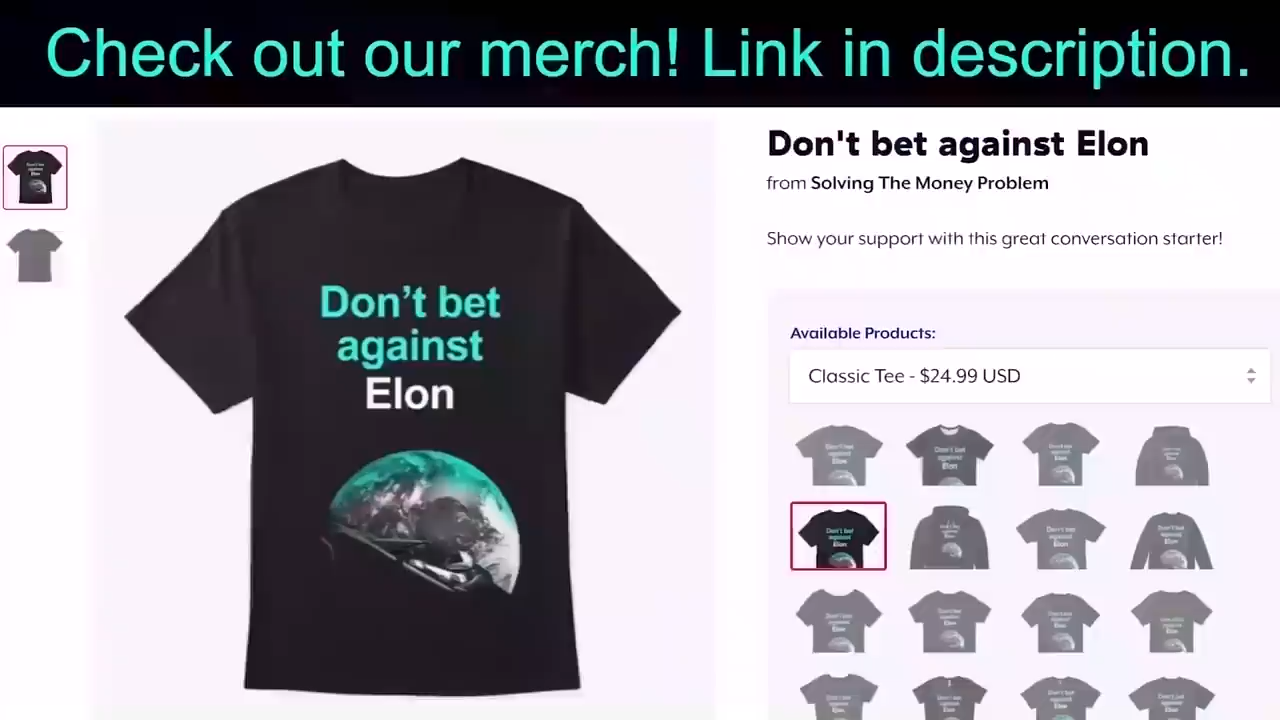 Check out our merch! Link in description.
Don't bet against Elon
from Solving The Money Problem
Show your support with this great conversation starter!
Don't bet
against
Elon
Available Products:
Classic Tee - $24.99 USD